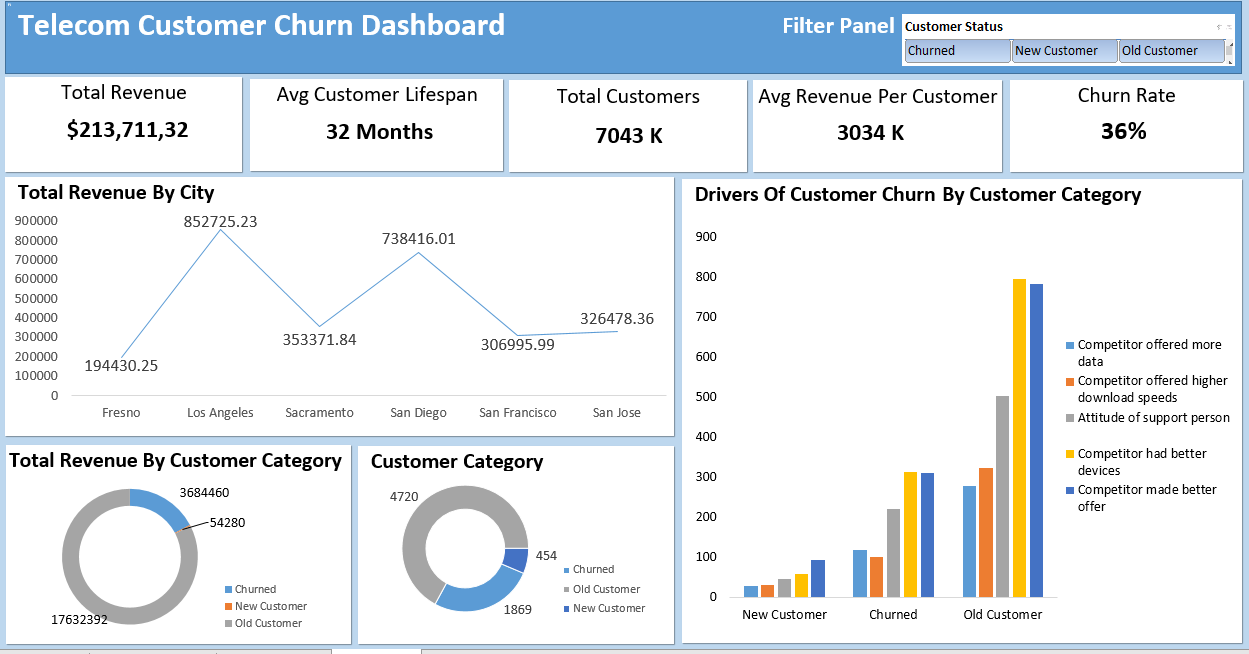 Telecom Customer Churn Dashboard
Filter Panel
Customer Status
Churned
New Customer
Old Customer
Total Revenue
$213,711,32
Avg Customer Lifespan
32 Months
Total Customers
7043 K
Avg Revenue Per Customer
3034 K
Churn Rate
36%
Total Revenue By City
900000
800000
700000
600000
500000
400000
300000
200000
100000
0
194430.25
852725.23
353371.84
738416.01
306995.99
326478.36
Fresno
Los Angeles
Sacramento
San Diego
San Francisco
San Jose
Total Revenue By Customer Category
3684460
54280
17632392
Churned
New Customer
Old Customer
Customer Category
4720
454
1869
Churned
Old Customer
New Customer
Drivers Of Customer Churn By Customer Category
900
800
700
600
500
400
300
200
100
0
New Customer
Churned
Old Customer
Competitor offered more
data
Competitor offered higher
download speeds
Attitude of support person
Competitor had better
devices
Competitor made better
offer